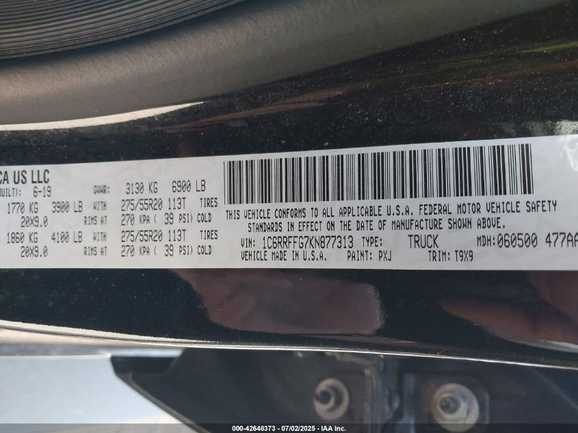 CA US LLC
BUILT): 6-19 GVWR: 3130 KG 6900 LB
1770 KG 3900 LB WITH 275/55R20 113T TIRES
20X9.0 RIMS AT 270 KPA ( 39 PSI) COLD
1860 KG 4100 LB WITH 275/55R20 113T TIRES
20X9.0 RIMS AT 270 KPA ( 39 PSI) COLD
THIS VEHICLE CONFORMS TO ALL APPLICABLE U.S.A. FEDERAL MOTOR VEHICLE SAFETY
STANDARDS IN EFFECT ON THE DATE OF MANUFACTURE SHOWN ABOVE.
VIN: 1C6RRFFG7KN877313 TYPE: TRUCK MDH: 060500 477AA
VEHICLE MADE IN U.S.A. PAINT: PXJ TRIM: T9X9
000-42648373 - 07/02/2025 - IAA Inc.